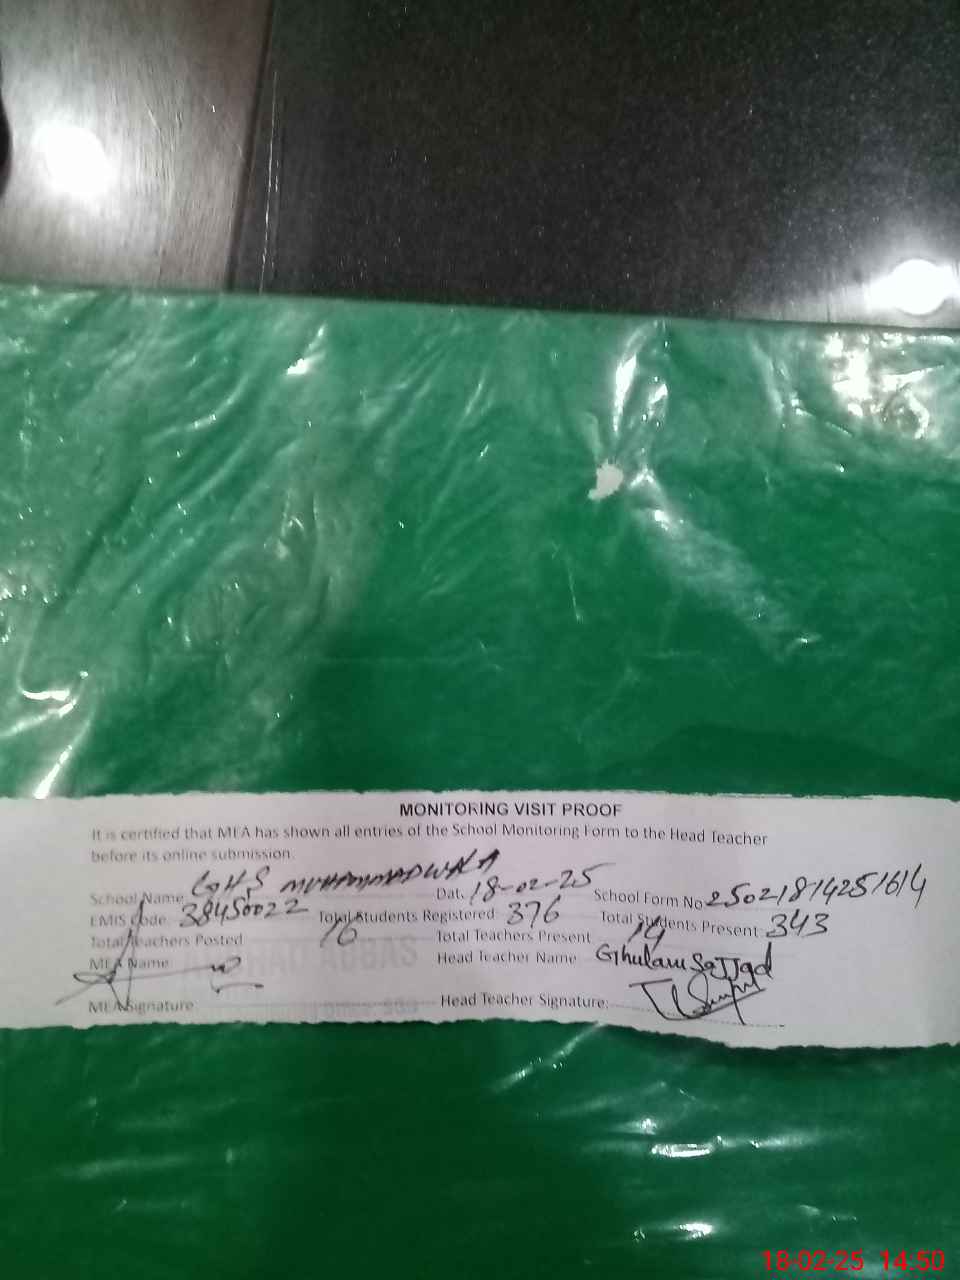 MONITORING VISIT PROOF
It is certified that MEA has shown all entries of the School Monitoring Form to the Head Teacher
before its online submission.
School Name GHS MUHAMMADWALA Dat. 18-02-25 School Form No 25021814251614
EMIS Code: 38450022 Total Students Registered: 376 Total Students Present: 343
Total Teachers Posted 16 Total Teachers Present 14
MEA Name: Head Teacher Name Ghulam Sajjad
MEA Signature: Head Teacher Signature:
18-02-25 14:50